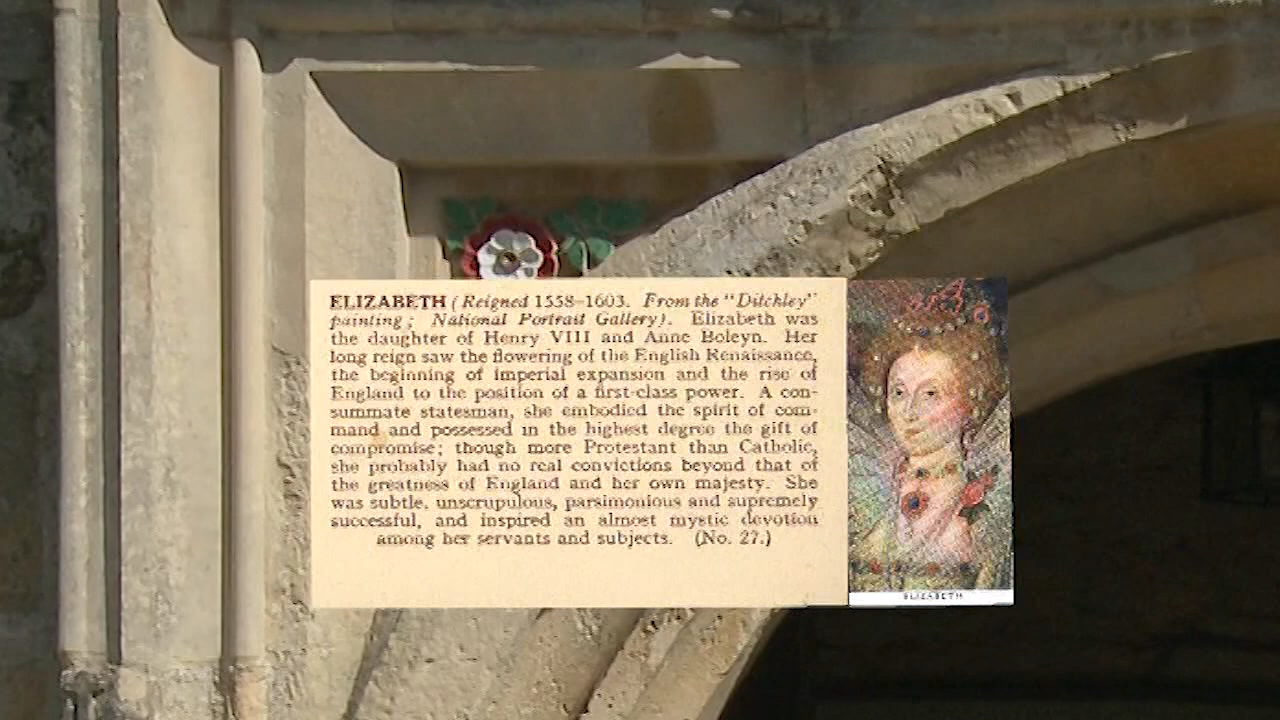 ELIZABETH (Reigned 1558–1603. From the "Ditchley"
painting; National Portrait Gallery). Elizabeth was
the daughter of Henry VIII and Anne Boleyn. Her
long reign saw the flowering of the English Renaissance,
the beginning of imperial expansion and the rise of
England to the position of a first-class power. A con-
summate statesman, she embodied the spirit of com-
mand and possessed in the highest degree the gift of
compromise; though more Protestant than Catholic,
she probably had no real convictions beyond that of
the greatness of England and her own majesty. She
was subtle, unscrupulous, parsimonious and supremely
successful, and inspired an almost mystic devotion
among her servants and subjects. (No. 27.)
ELIZABETH